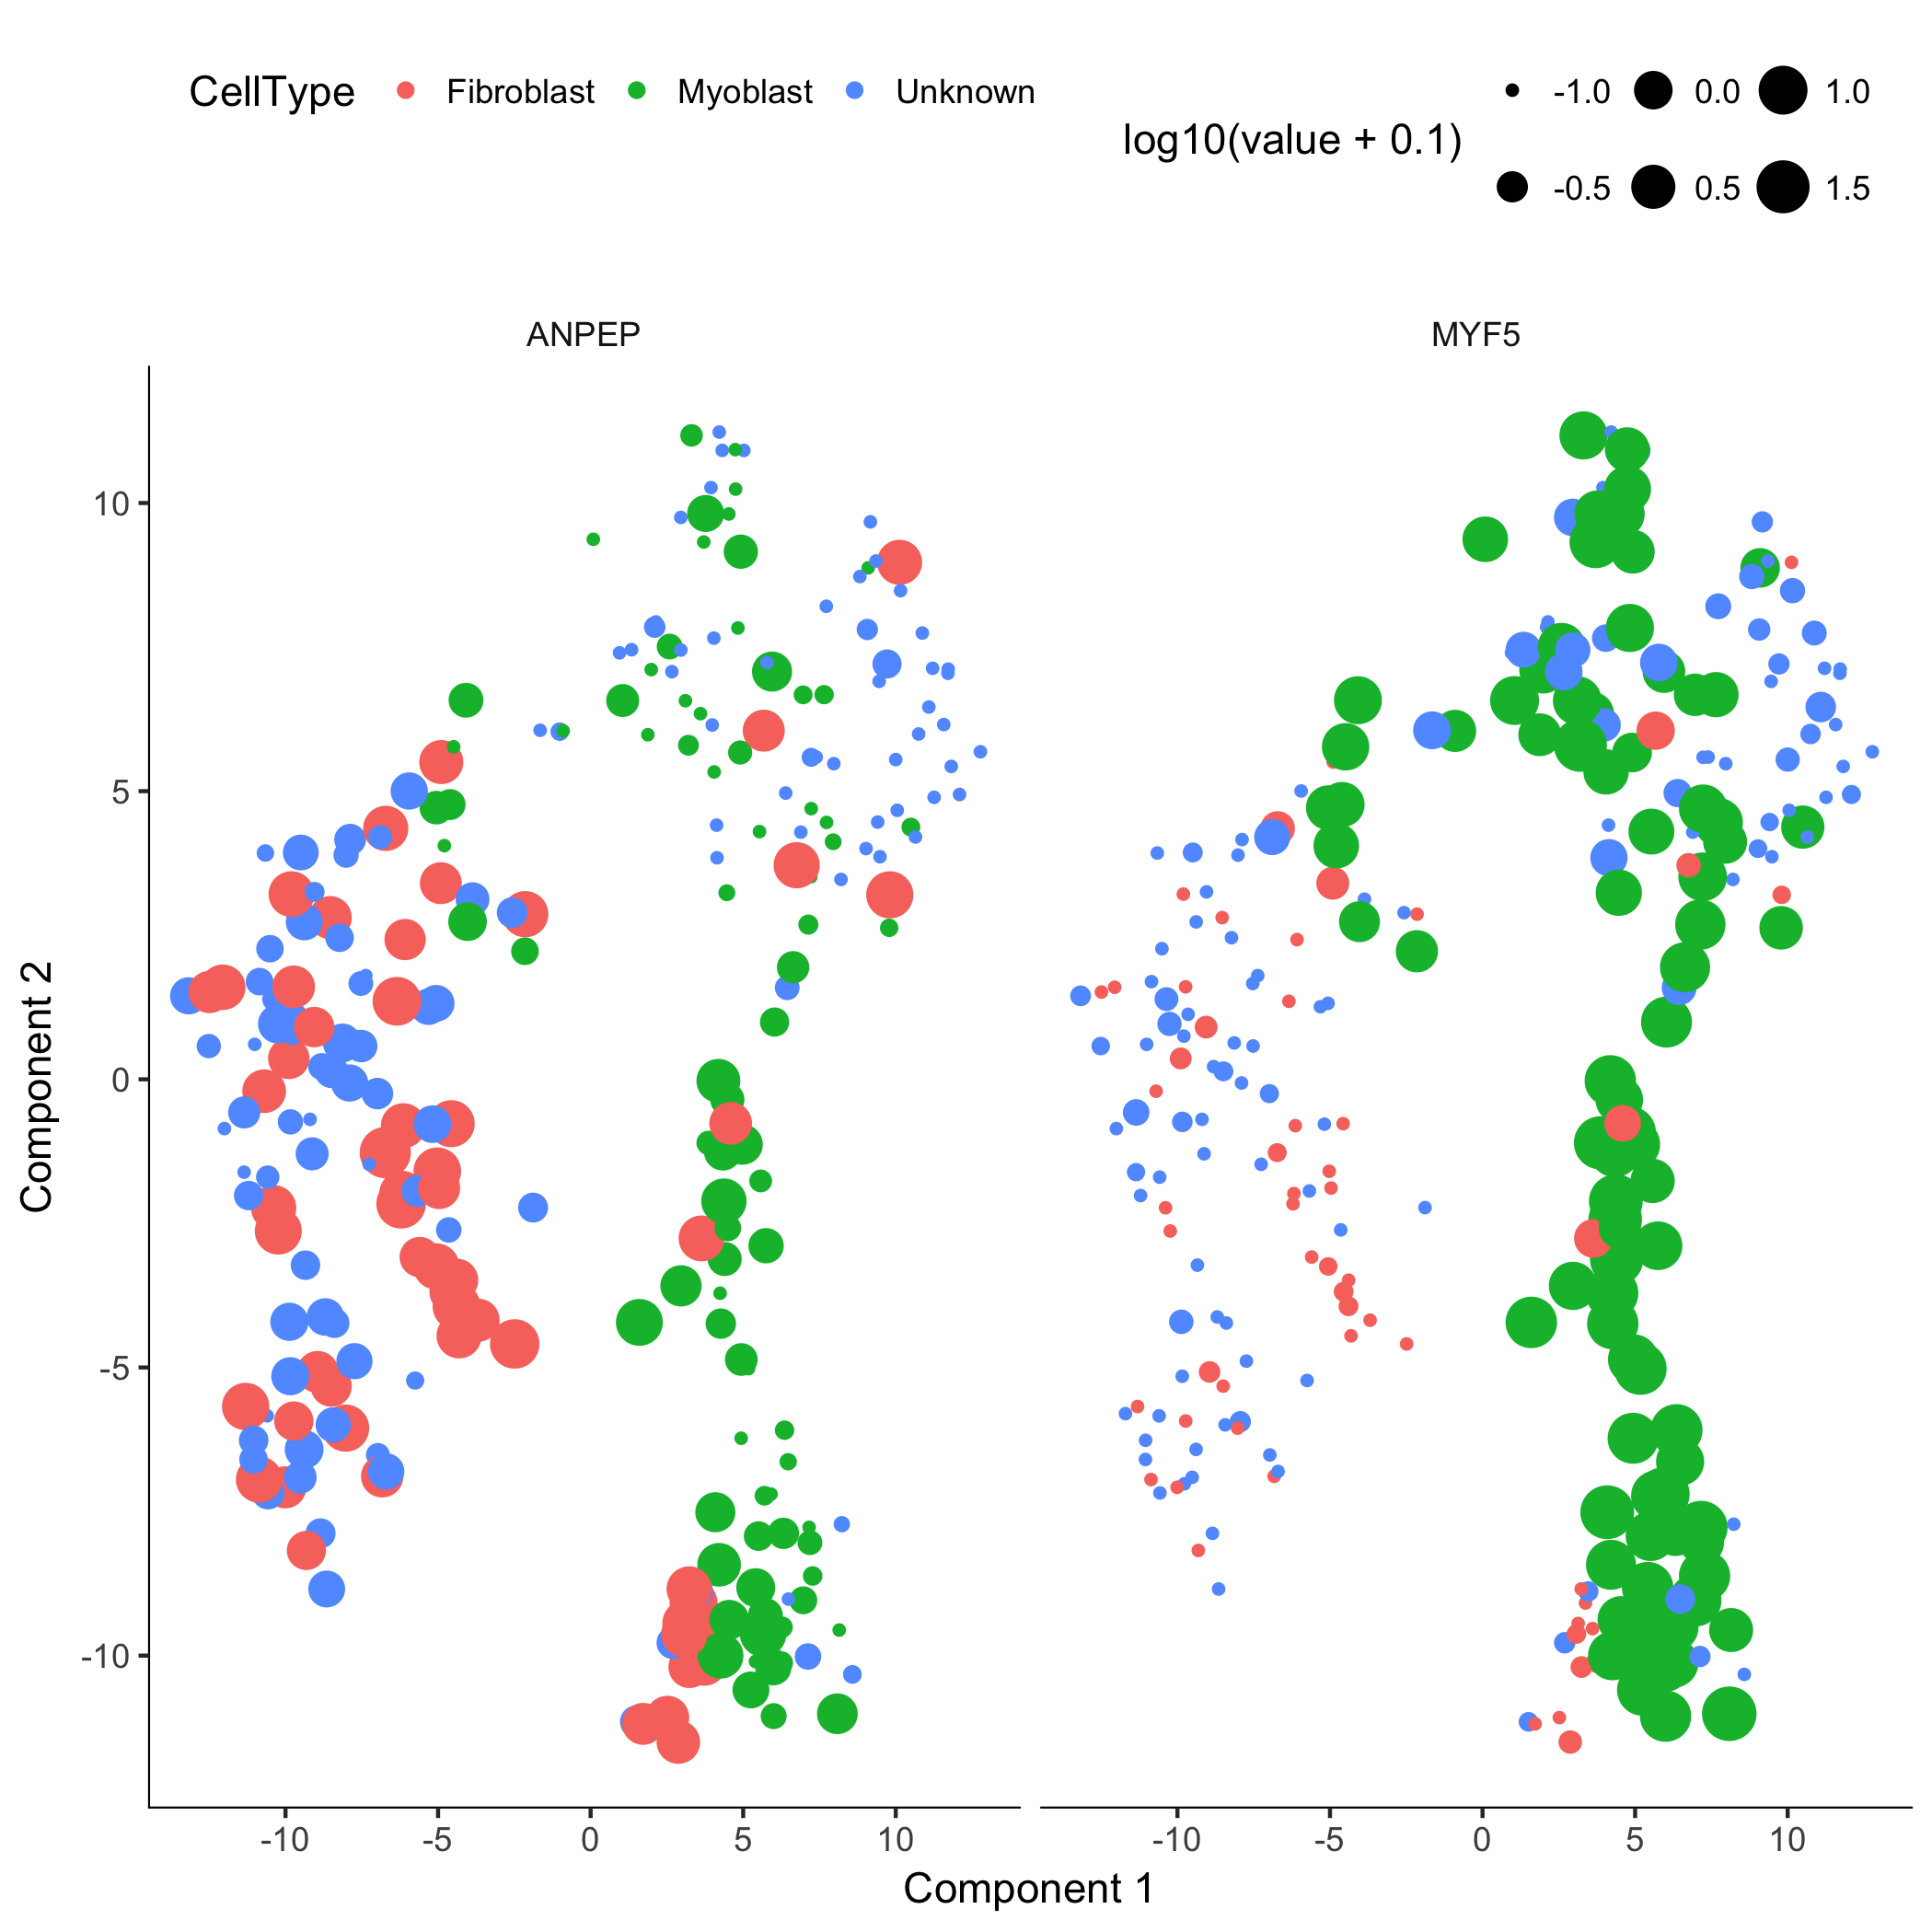 CellType Fibroblast Myoblast Unknown
-1.0 0.0 1.0
log10(value + 0.1)
-0.5 0.5 1.5
ANPEP MYF5
10
5
0
-5
-10
Component 2
-10 -5 0 5 10 -10 -5 0 5 10
Component 1